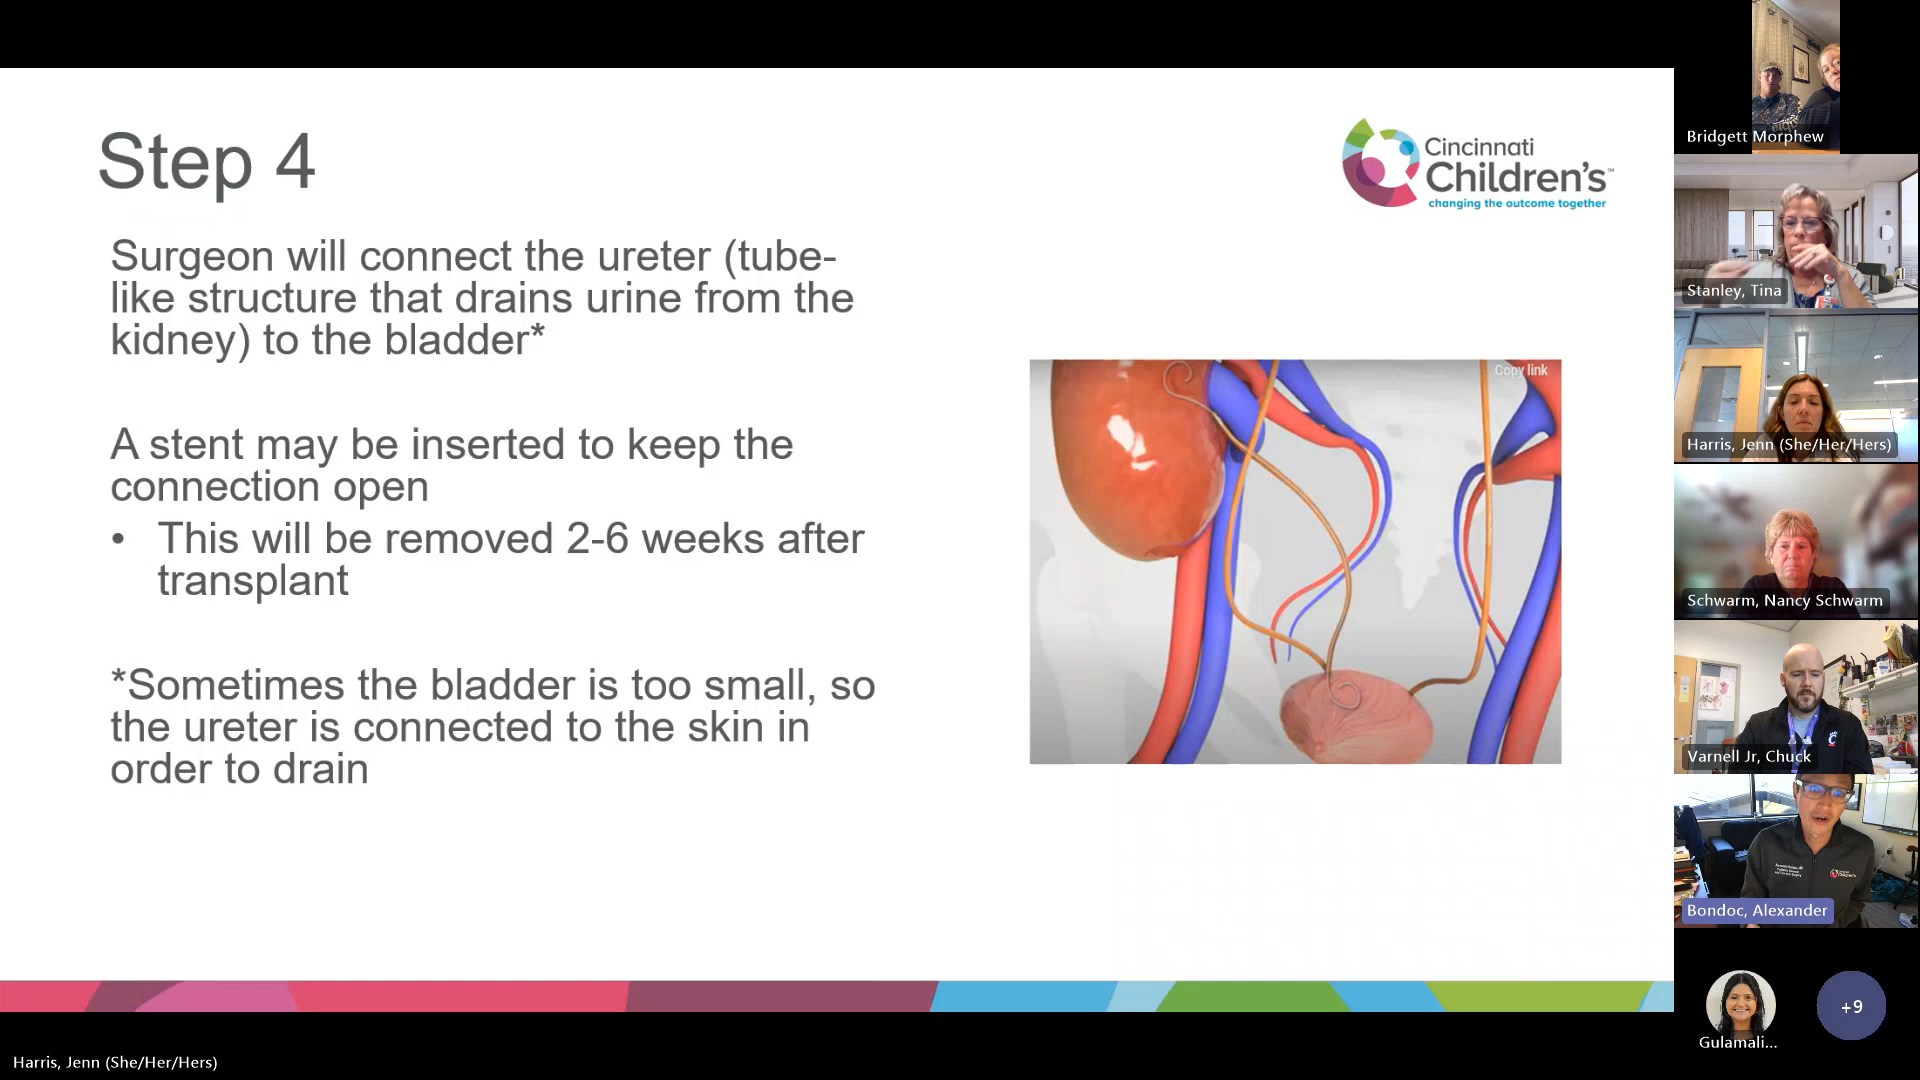 Step 4
Cincinnati
Children's™
changing the outcome together
Surgeon will connect the ureter (tube-
like structure that drains urine from the
kidney) to the bladder*
A stent may be inserted to keep the
connection open
• This will be removed 2-6 weeks after
transplant
*Sometimes the bladder is too small, so
the ureter is connected to the skin in
order to drain
Copy link
Bridgett Morphew
Stanley, Tina
Harris, Jenn (She/Her/Hers)
Schwarm, Nancy Schwarm
Varnell Jr, Chuck
Bondoc, Alexander
Gulamali...
+9
Harris, Jenn (She/Her/Hers)